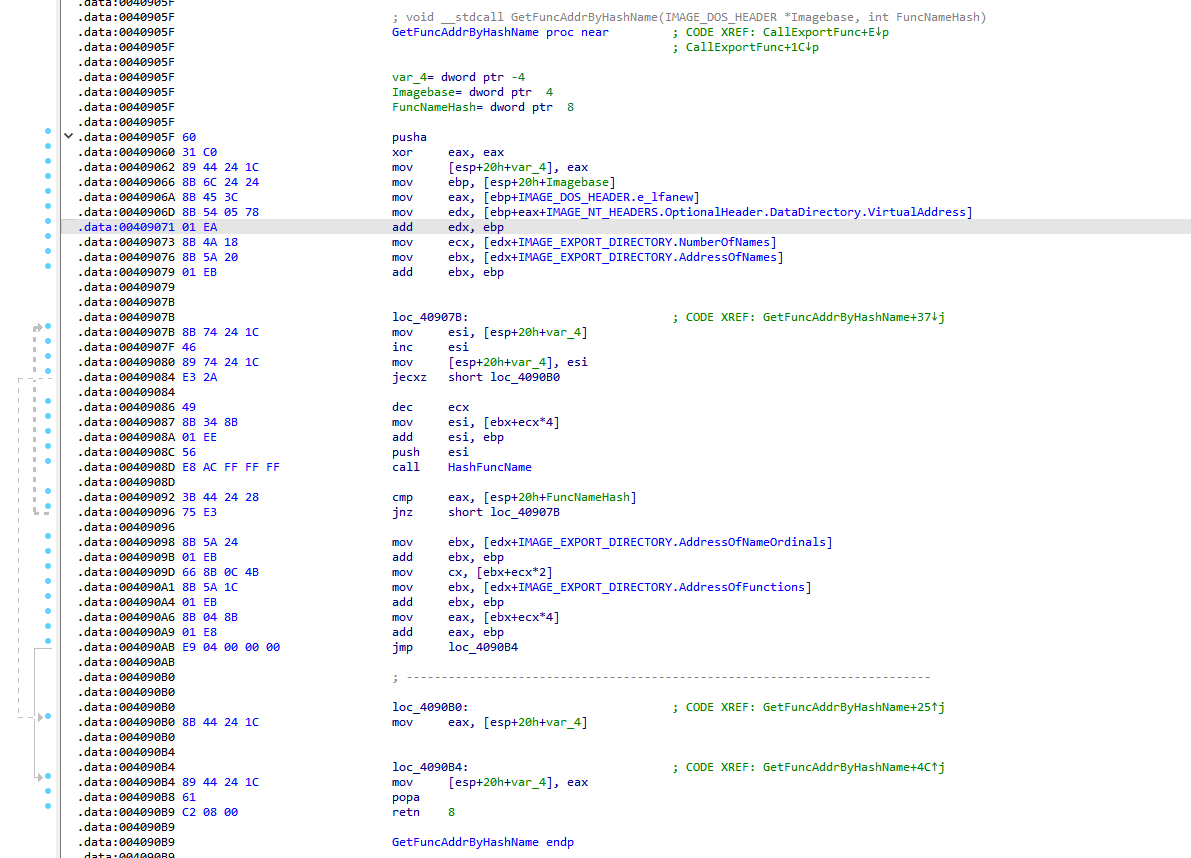 .data:0040905F
.data:0040905F ; void __stdcall GetFuncAddrByHashName(IMAGE_DOS_HEADER *Imagebase, int FuncNameHash)
.data:0040905F GetFuncAddrByHashName proc near ; CODE XREF: CallExportFunc+E↓p
.data:0040905F ; CallExportFunc+1C↓p
.data:0040905F
.data:0040905F var_4= dword ptr -4
.data:0040905F Imagebase= dword ptr 4
.data:0040905F FuncNameHash= dword ptr 8
.data:0040905F
.data:0040905F 60 pusha
.data:00409060 31 C0 xor eax, eax
.data:00409062 89 44 24 1C mov [esp+20h+var_4], eax
.data:00409066 8B 6C 24 24 mov ebp, [esp+20h+Imagebase]
.data:0040906A 8B 45 3C mov eax, [ebp+IMAGE_DOS_HEADER.e_lfanew]
.data:0040906D 8B 54 05 78 mov edx, [ebp+eax+IMAGE_NT_HEADERS.OptionalHeader.DataDirectory.VirtualAddress]
.data:00409071 01 EA add edx, ebp
.data:00409073 8B 4A 18 mov ecx, [edx+IMAGE_EXPORT_DIRECTORY.NumberOfNames]
.data:00409076 8B 5A 20 mov ebx, [edx+IMAGE_EXPORT_DIRECTORY.AddressOfNames]
.data:00409079 01 EB add ebx, ebp
.data:00409079
.data:0040907B
.data:0040907B loc_40907B: ; CODE XREF: GetFuncAddrByHashName+37↓j
.data:0040907B 8B 74 24 1C mov esi, [esp+20h+var_4]
.data:0040907F 46 inc esi
.data:00409080 89 74 24 1C mov [esp+20h+var_4], esi
.data:00409084 E3 2A jecxz short loc_4090B0
.data:00409084
.data:00409086 49 dec ecx
.data:00409087 8B 34 8B mov esi, [ebx+ecx*4]
.data:0040908A 01 EE add esi, ebp
.data:0040908C 56 push esi
.data:0040908D E8 AC FF FF FF call HashFuncName
.data:0040908D
.data:00409092 3B 44 24 28 cmp eax, [esp+20h+FuncNameHash]
.data:00409096 75 E3 jnz short loc_40907B
.data:00409096
.data:00409098 8B 5A 24 mov ebx, [edx+IMAGE_EXPORT_DIRECTORY.AddressOfNameOrdinals]
.data:0040909B 01 EB add ebx, ebp
.data:0040909D 66 8B 0C 4B mov cx, [ebx+ecx*2]
.data:004090A1 8B 5A 1C mov ebx, [edx+IMAGE_EXPORT_DIRECTORY.AddressOfFunctions]
.data:004090A4 01 EB add ebx, ebp
.data:004090A6 8B 04 8B mov eax, [ebx+ecx*4]
.data:004090A9 01 E8 add eax, ebp
.data:004090AB E9 04 00 00 00 jmp loc_4090B4
.data:004090AB
.data:004090B0 ; ---------------------------------------------------------------------------
.data:004090B0
.data:004090B0 loc_4090B0: ; CODE XREF: GetFuncAddrByHashName+25↑j
.data:004090B0 8B 44 24 1C mov eax, [esp+20h+var_4]
.data:004090B0
.data:004090B4
.data:004090B4 loc_4090B4: ; CODE XREF: GetFuncAddrByHashName+4C↑j
.data:004090B4 89 44 24 1C mov [esp+20h+var_4], eax
.data:004090B8 61 popa
.data:004090B9 C2 08 00 retn 8
.data:004090B9
.data:004090B9 GetFuncAddrByHashName endp
.data:004090B9